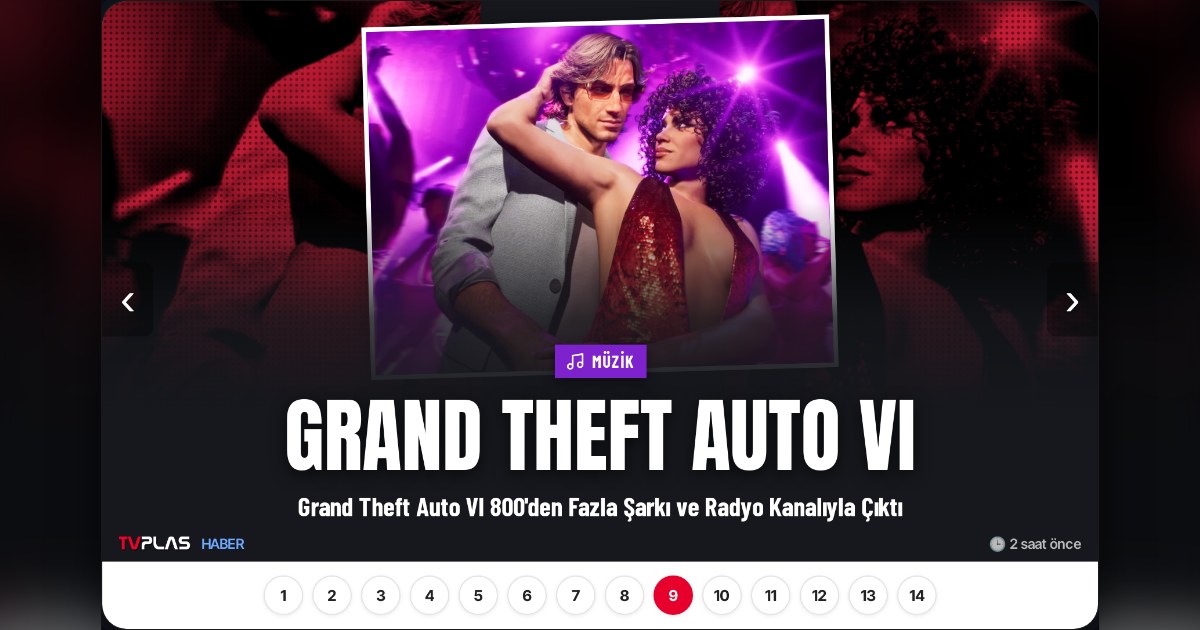 MÜZİK
GRAND THEFT AUTO VI
Grand Theft Auto VI 800'den Fazla Şarkı ve Radyo Kanalıyla Çıktı
TVPLAS HABER
2 saat önce
1 2 3 4 5 6 7 8 9 10 11 12 13 14